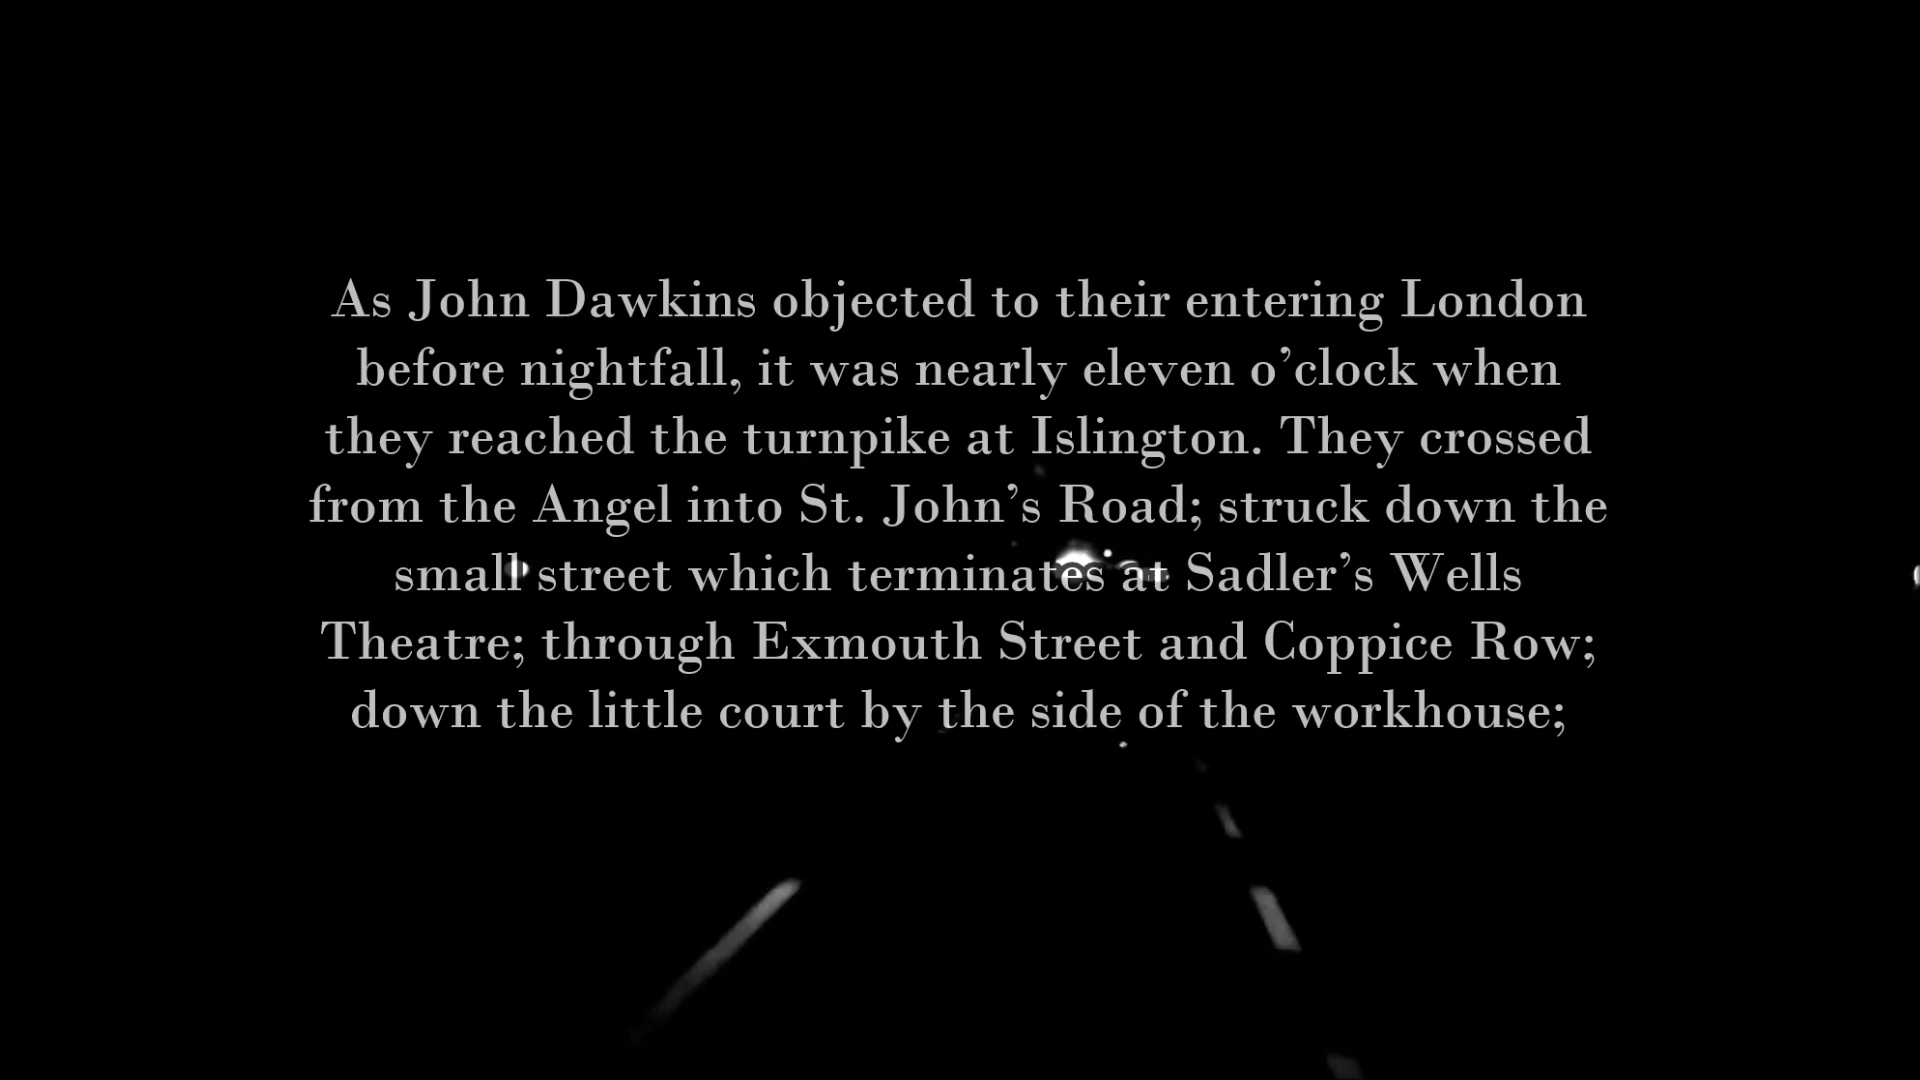 As John Dawkins objected to their entering London
before nightfall, it was nearly eleven o’clock when
they reached the turnpike at Islington. They crossed
from the Angel into St. John’s Road; struck down the
small street which terminates at Sadler’s Wells
Theatre; through Exmouth Street and Coppice Row;
down the little court by the side of the workhouse;